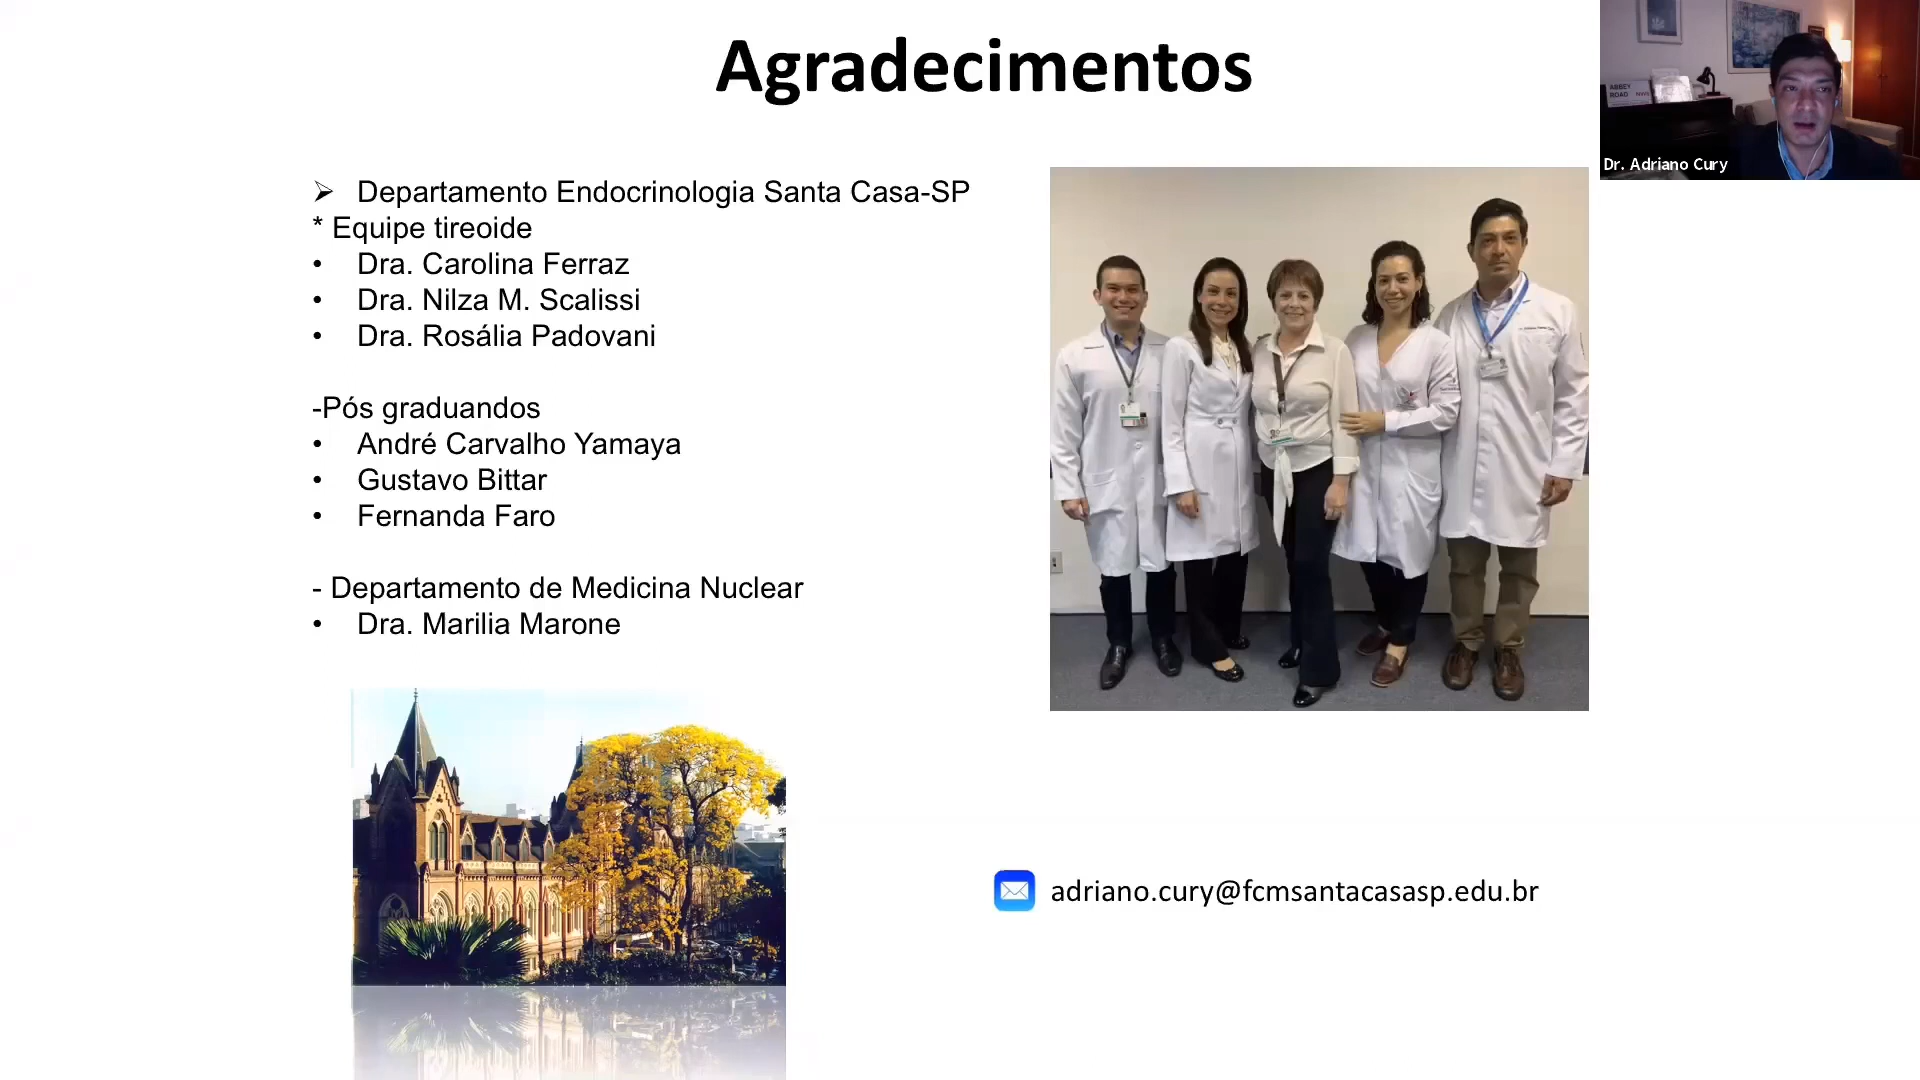 Agradecimentos
➢ Departamento Endocrinologia Santa Casa-SP
* Equipe tireoide
• Dra. Carolina Ferraz
• Dra. Nilza M. Scalissi
• Dra. Rosália Padovani
-Pós graduandos
• André Carvalho Yamaya
• Gustavo Bittar
• Fernanda Faro
- Departamento de Medicina Nuclear
• Dra. Marilia Marone
adriano.cury@fcmsantacasasp.edu.br
ABBEY
ROAD
Dr. Adriano Cury